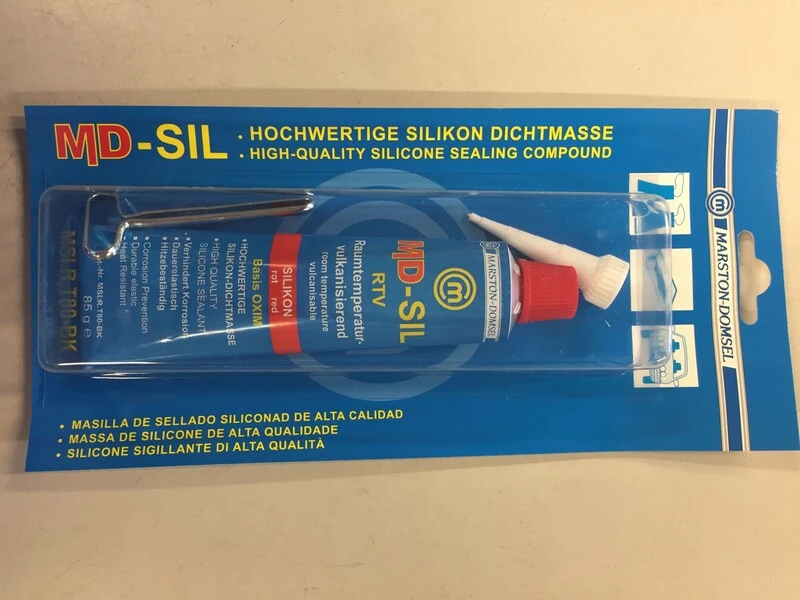 MD-SIL
• HOCHWERTIGE SILIKON DICHTMASSE
• HIGH-QUALITY SILICONE SEALING COMPOUND
MARSTON-DOMSEL
MARSTON-DOMSEL
MD-SIL
RTV
Raumtemperatur-
vulkanisierend
room temperature
vulcanisable
SILIKON
rot red
Basis OXIM
• HOCHWERTIGE
SILIKON-DICHTMASSE
• HIGH QUALITY
SILICONE SEALANT
• Verhindert Korrosion
• Dauerelastisch
• Hitzebeständig
• Corrosion Prevention
• Durable elastic
Heat Resistant
MSI.R.T80-BK
85 g e
MSI.R.T80-BK
• MASILLA DE SELLADO SILICONAD DE ALTA CALIDAD
• MASSA DE SILICONE DE ALTA QUALIDADE
• SILICONE SIGILLANTE DI ALTA QUALITÀ